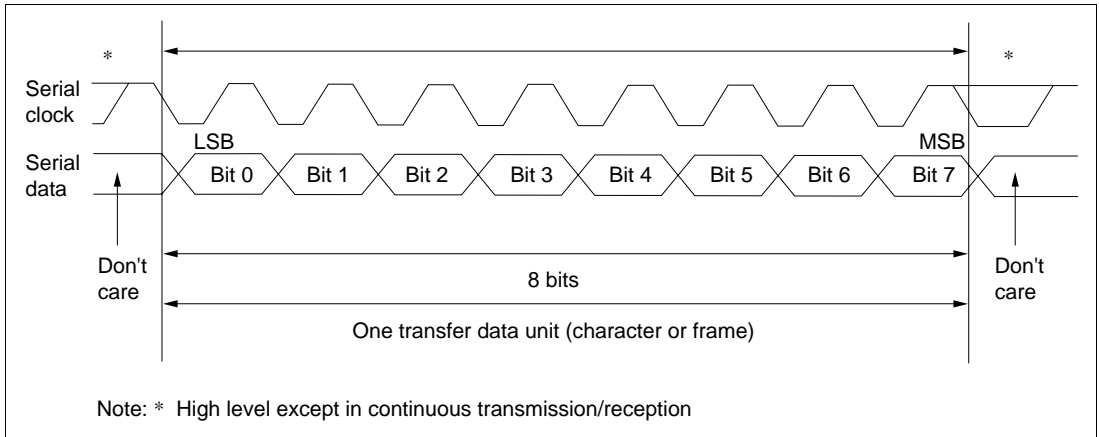 * *
Serial
clock
LSB MSB
Serial
data
Bit 0 Bit 1 Bit 2 Bit 3 Bit 4 Bit 5 Bit 6 Bit 7
Don't
care
8 bits
Don't
care
One transfer data unit (character or frame)
Note: * High level except in continuous transmission/reception